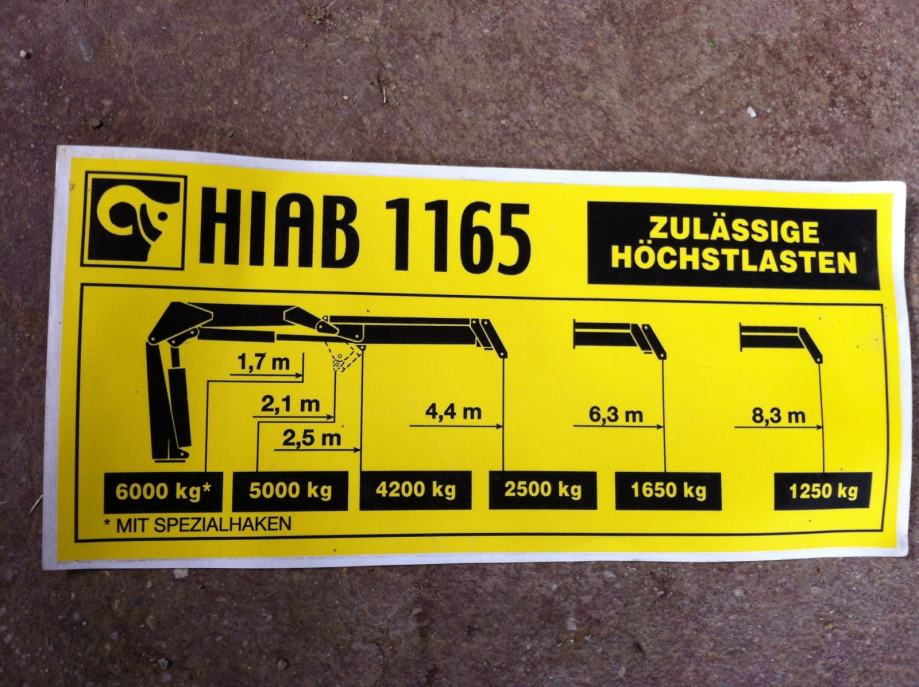 HIAB 1165
ZULÄSSIGE
HÖCHSTLASTEN
1,7 m
2,1 m
2,5 m
4,4 m
6,3 m
8,3 m
6000 kg*
5000 kg
4200 kg
2500 kg
1650 kg
1250 kg
* MIT SPEZIALHAKEN